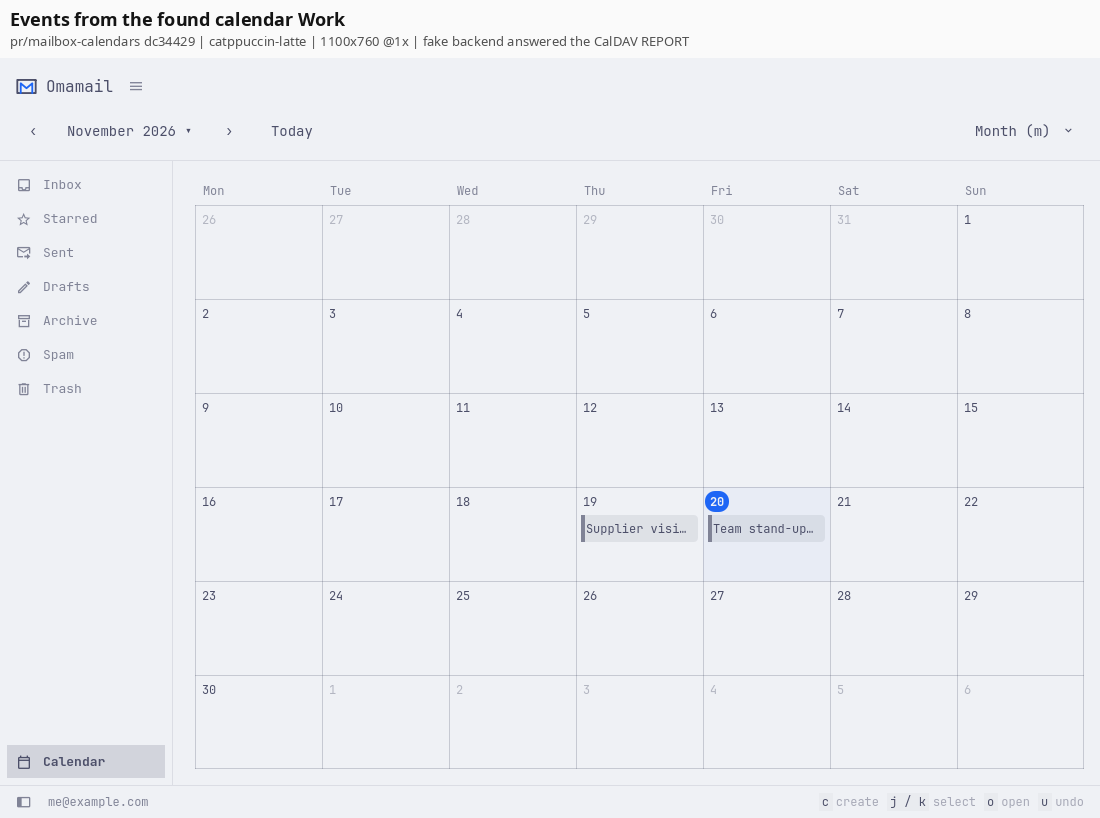 Events from the found calendar Work
pr/mailbox-calendars dc34429 | catppuccin-latte | 1100x760 @1x | fake backend answered the CalDAV REPORT
Omamail
‹ November 2026 ▾ › Today Month (m)
Inbox
Starred
Sent
Drafts
Archive
Spam
Trash
Calendar
Mon Tue Wed Thu Fri Sat Sun
26 27 28 29 30 31 1
2 3 4 5 6 7 8
9 10 11 12 13 14 15
16 17 18 19 20 21 22
Supplier visi… Team stand-up…
23 24 25 26 27 28 29
30 1 2 3 4 5 6
me@example.com c create j / k select o open u undo